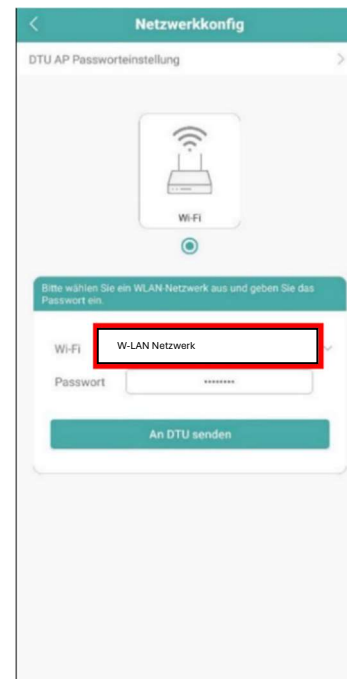 Netzwerkkonfig
DTU AP Passworteinstellung
Wi-Fi
Bitte wählen Sie ein WLAN-Netzwerk aus und geben Sie das
Passwort ein.
Wi-Fi W-LAN Netzwerk
Passwort ••••••••
An DTU senden